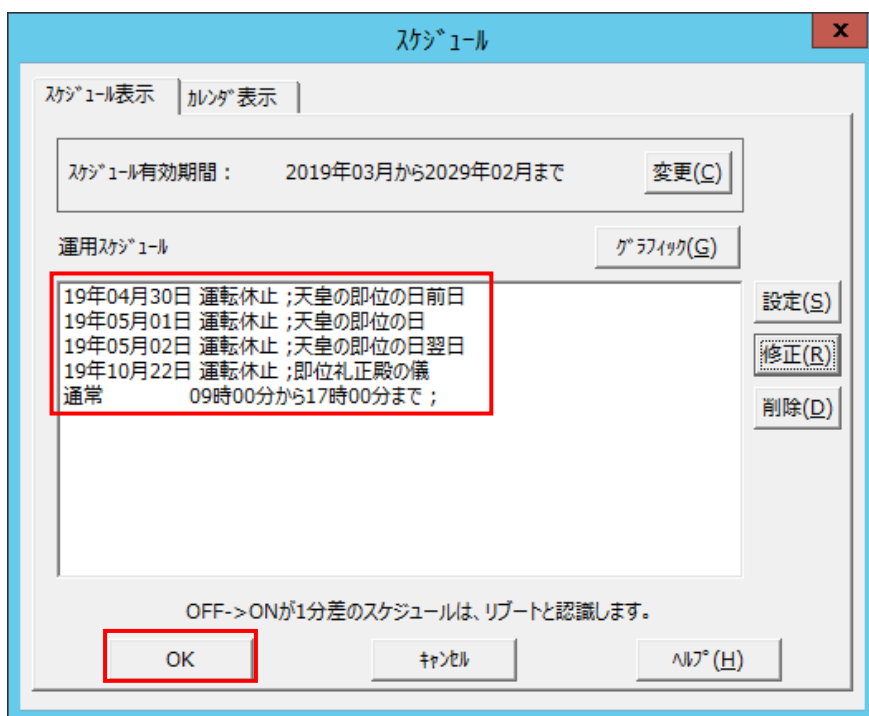 ｽｹｼﾞｭｰﾙ
x
ｽｹｼﾞｭｰﾙ表示
ｶﾚﾝﾀﾞ表示
ｽｹｼﾞｭｰﾙ有効期間： 2019年03月から2029年02月まで 変更(C)
運用ｽｹｼﾞｭｰﾙ ｸﾞﾗﾌｨｯｸ(G)
19年04月30日 運転休止 ;天皇の即位の日前日
19年05月01日 運転休止 ;天皇の即位の日
19年05月02日 運転休止 ;天皇の即位の日翌日
19年10月22日 運転休止 ;即位礼正殿の儀
通常 09時00分から17時00分まで ;
設定(S)
修正(R)
削除(D)
OFF->ONが1分差のスケジュールは、リブートと認識します。
OK ｷｬﾝｾﾙ ﾍﾙﾌﾟ(H)